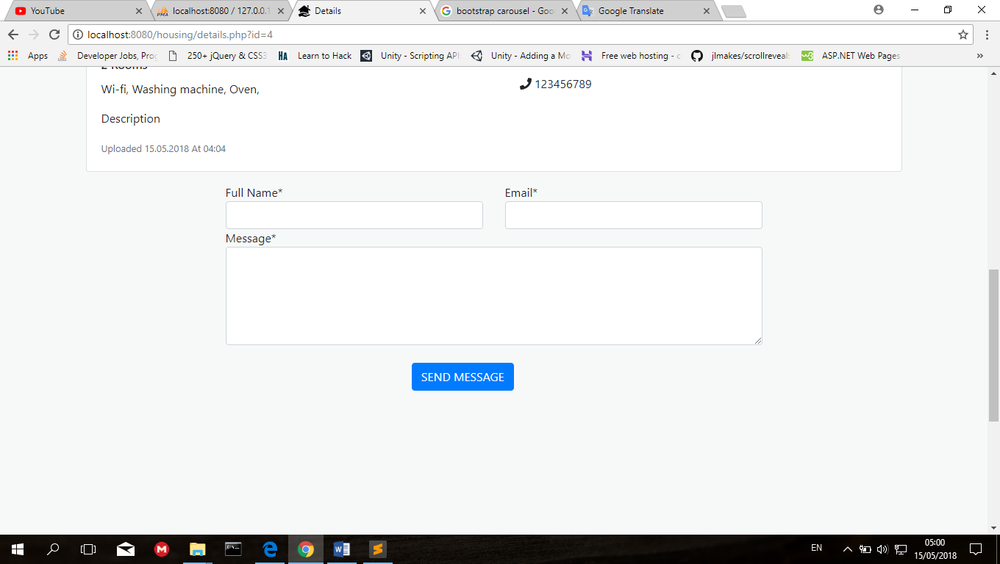 YouTube
localhost:8080 / 127.0.0.1
Details
bootstrap carousel - Goo
Google Translate
localhost:8080/housing/details.php?id=4
Apps
Developer Jobs, Prog
250+ jQuery & CSS3
HA Learn to Hack
Unity - Scripting API
Unity - Adding a Mo
Free web hosting - c
jlmakes/scrollreveal:
ASP.NET Web Pages
»
2 Rooms
Wi-fi, Washing machine, Oven,
123456789
Description
Uploaded 15.05.2018 At 04:04
Full Name*
Email*
Message*
SEND MESSAGE
EN
05:00
15/05/2018